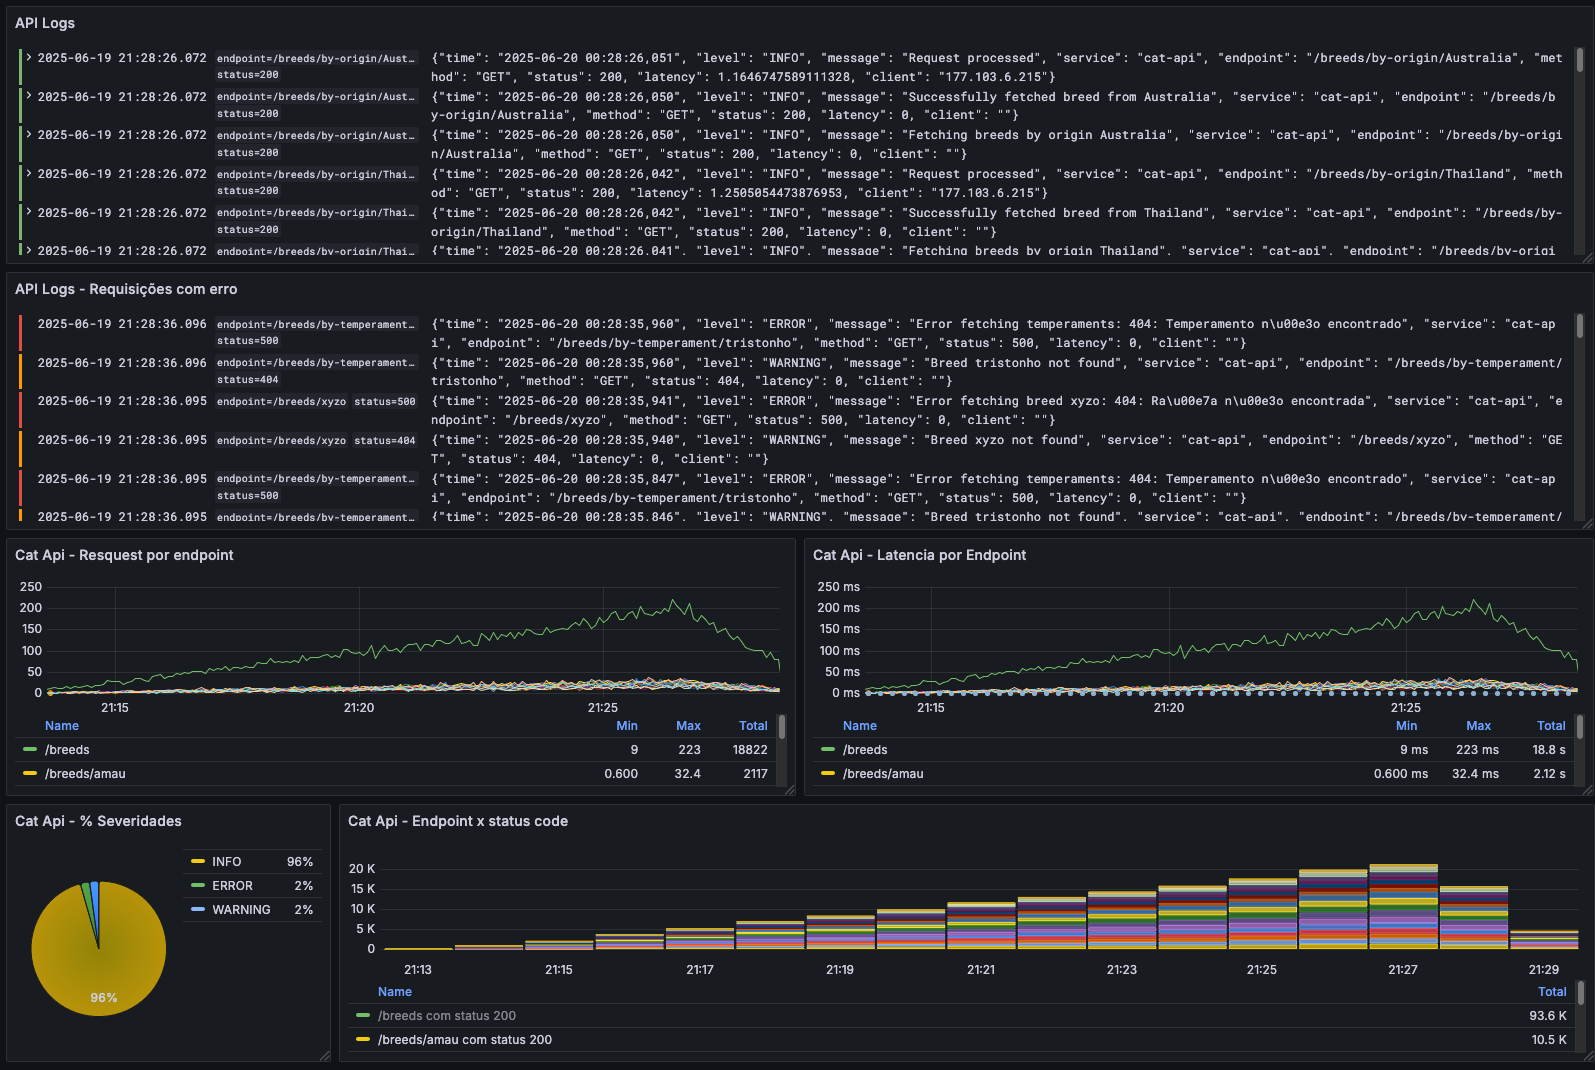 API Logs
2025-06-19 21:28:26.072 endpoint=/breeds/by-origin/Aust… {"time": "2025-06-20 00:28:26,051", "level": "INFO", "message": "Request processed", "service": "cat-api", "endpoint": "/breeds/by-origin/Australia", "met
status=200 hod": "GET", "status": 200, "latency": 1.1646747589111328, "client": "177.103.6.215"}
2025-06-19 21:28:26.072 endpoint=/breeds/by-origin/Aust… {"time": "2025-06-20 00:28:26,050", "level": "INFO", "message": "Successfully fetched breed from Australia", "service": "cat-api", "endpoint": "/breeds/b
status=200 y-origin/Australia", "method": "GET", "status": 200, "latency": 0, "client": ""}
2025-06-19 21:28:26.072 endpoint=/breeds/by-origin/Aust… {"time": "2025-06-20 00:28:26,050", "level": "INFO", "message": "Fetching breeds by origin Australia", "service": "cat-api", "endpoint": "/breeds/by-origi
status=200 n/Australia", "method": "GET", "status": 200, "latency": 0, "client": ""}
2025-06-19 21:28:26.072 endpoint=/breeds/by-origin/Thai… {"time": "2025-06-20 00:28:26,042", "level": "INFO", "message": "Request processed", "service": "cat-api", "endpoint": "/breeds/by-origin/Thailand", "meth
status=200 od": "GET", "status": 200, "latency": 1.2505054473876953, "client": "177.103.6.215"}
2025-06-19 21:28:26.072 endpoint=/breeds/by-origin/Thai… {"time": "2025-06-20 00:28:26,042", "level": "INFO", "message": "Successfully fetched breed from Thailand", "service": "cat-api", "endpoint": "/breeds/by-
status=200 origin/Thailand", "method": "GET", "status": 200, "latency": 0, "client": ""}
2025-06-19 21:28:26.072 endpoint=/breeds/by-origin/Thai… {"time": "2025-06-20 00:28:26,041", "level": "INFO", "message": "Fetching breeds by origin Thailand", "service": "cat-api", "endpoint": "/breeds/by-origi
API Logs - Requisições com erro
2025-06-19 21:28:36.096 endpoint=/breeds/by-temperament… {"time": "2025-06-20 00:28:35,960", "level": "ERROR", "message": "Error fetching temperaments: 404: Temperamento n\u00e3o encontrado", "service": "cat-ap
status=500 i", "endpoint": "/breeds/by-temperament/tristonho", "method": "GET", "status": 500, "latency": 0, "client": ""}
2025-06-19 21:28:36.096 endpoint=/breeds/by-temperament… {"time": "2025-06-20 00:28:35,960", "level": "WARNING", "message": "Breed tristonho not found", "service": "cat-api", "endpoint": "/breeds/by-temperament/
status=404 tristonho", "method": "GET", "status": 404, "latency": 0, "client": ""}
2025-06-19 21:28:36.095 endpoint=/breeds/xyzo status=500 {"time": "2025-06-20 00:28:35,941", "level": "ERROR", "message": "Error fetching breed xyzo: 404: Ra\u00e7a n\u00e3o encontrada", "service": "cat-api", "e
ndpoint": "/breeds/xyzo", "method": "GET", "status": 500, "latency": 0, "client": ""}
2025-06-19 21:28:36.095 endpoint=/breeds/xyzo status=404 {"time": "2025-06-20 00:28:35,940", "level": "WARNING", "message": "Breed xyzo not found", "service": "cat-api", "endpoint": "/breeds/xyzo", "method": "GE
T", "status": 404, "latency": 0, "client": ""}
2025-06-19 21:28:36.095 endpoint=/breeds/by-temperament… {"time": "2025-06-20 00:28:35,847", "level": "ERROR", "message": "Error fetching temperaments: 404: Temperamento n\u00e3o encontrado", "service": "cat-ap
status=500 i", "endpoint": "/breeds/by-temperament/tristonho", "method": "GET", "status": 500, "latency": 0, "client": ""}
2025-06-19 21:28:36.095 endpoint=/breeds/by-temperament… {"time": "2025-06-20 00:28:35,846", "level": "WARNING", "message": "Breed tristonho not found", "service": "cat-api", "endpoint": "/breeds/by-temperament/
Cat Api - Resquest por endpoint
250
200
150
100
50
0
21:15 21:20 21:25
Name Min Max Total
/breeds 9 223 18822
/breeds/amau 0.600 32.4 2117
Cat Api - Latencia por Endpoint
250 ms
200 ms
150 ms
100 ms
50 ms
0 ms
21:15 21:20 21:25
Name Min Max Total
/breeds 9 ms 223 ms 18.8 s
/breeds/amau 0.600 ms 32.4 ms 2.12 s
Cat Api - % Severidades
INFO 96%
ERROR 2%
WARNING 2%
96%
Cat Api - Endpoint x status code
20 K
15 K
10 K
5 K
0
21:13 21:15 21:17 21:19 21:21 21:23 21:25 21:27 21:29
Name Total
/breeds com status 200 93.6 K
/breeds/amau com status 200 10.5 K